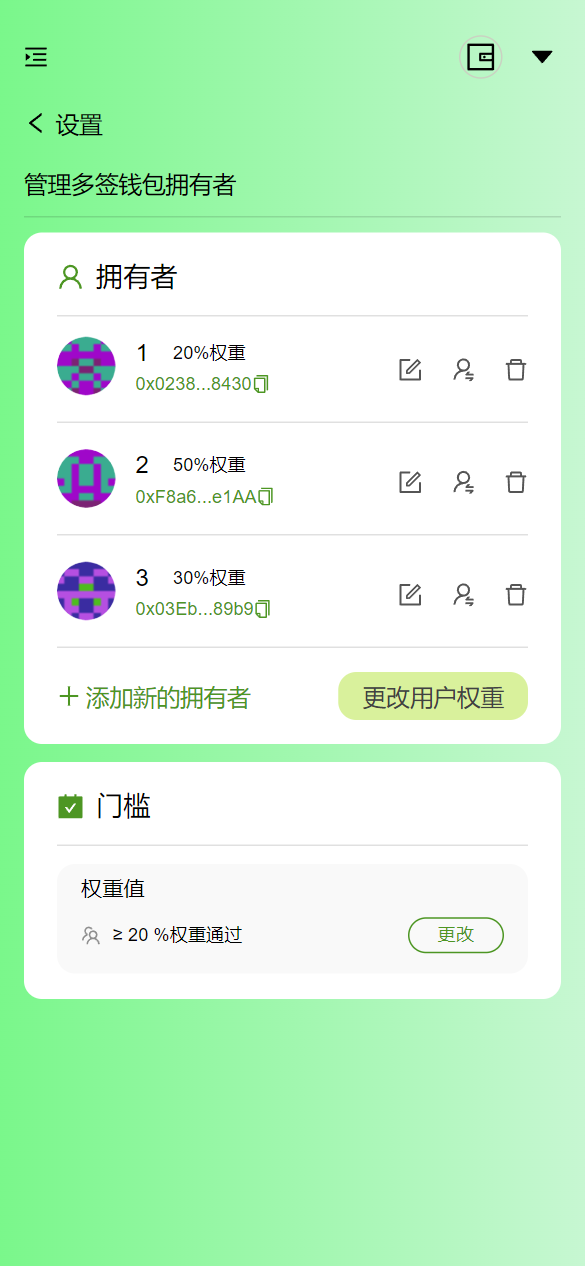 设置
管理多签钱包拥有者
拥有者
1 20%权重
0x0238...8430
2 50%权重
0xF8a6...e1AA
3 30%权重
0x03Eb...89b9
添加新的拥有者 更改用户权重
门槛
权重值
≥ 20 %权重通过 更改